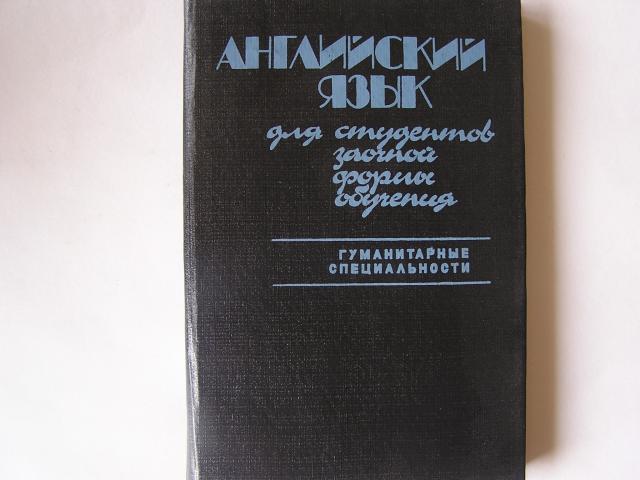 АНГЛИЙСКИЙ
ЯЗЫК
для студентов
заочной
формы
обучения
ГУМАНИТАРНЫЕ
СПЕЦИАЛЬНОСТИ